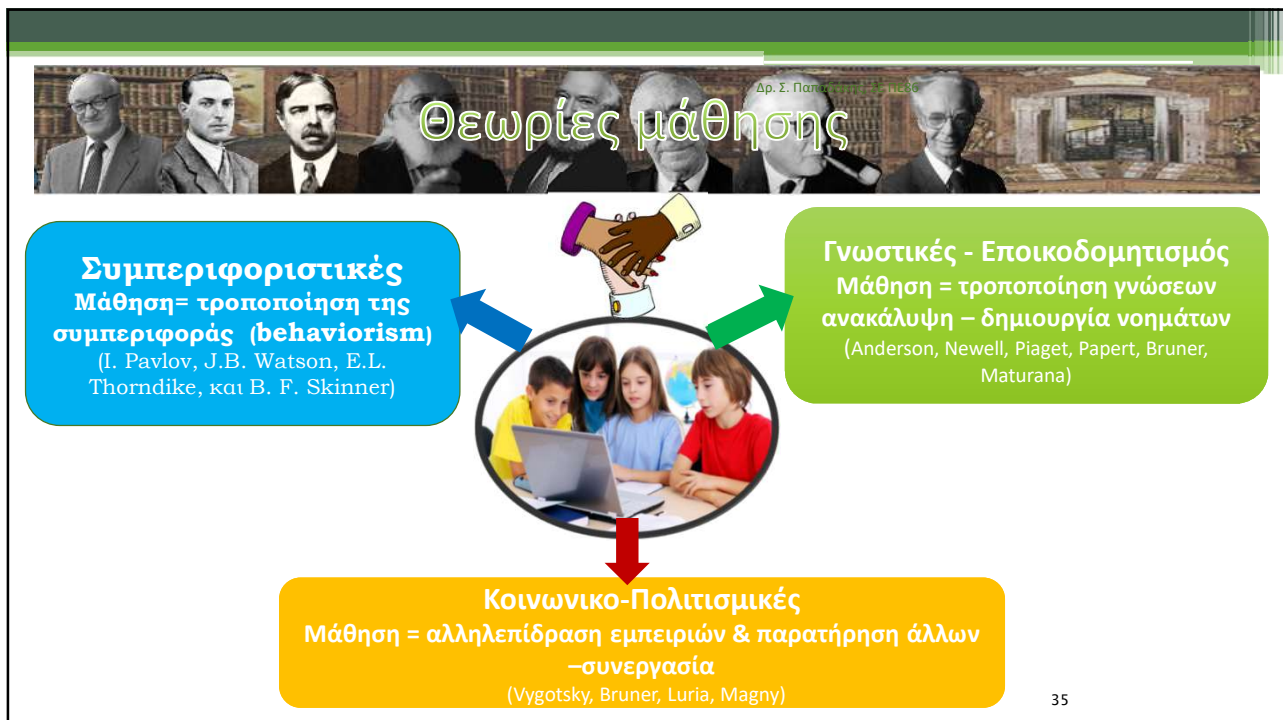 Δρ. Σ. ΠΕ86
Θεωρίες μάθησης
Συμπεριφοριστικές
Μάθηση= τροποποίηση της
συμπεριφοράς (behaviorism)
(I. Pavlov, J.B. Watson, E.L.
Thorndike, και B. F. Skinner)
Γνωστικές - Εποικοδομητισμός
Μάθηση = τροποποίηση γνώσεων
ανακάλυψη – δημιουργία νοημάτων
(Anderson, Newell, Piaget, Papert, Bruner,
Maturana)
Κοινωνικο-Πολιτισμικές
Μάθηση = αλληλεπίδραση εμπειριών & παρατήρηση άλλων
–συνεργασία
(Vygotsky, Bruner, Luria, Magny)
35